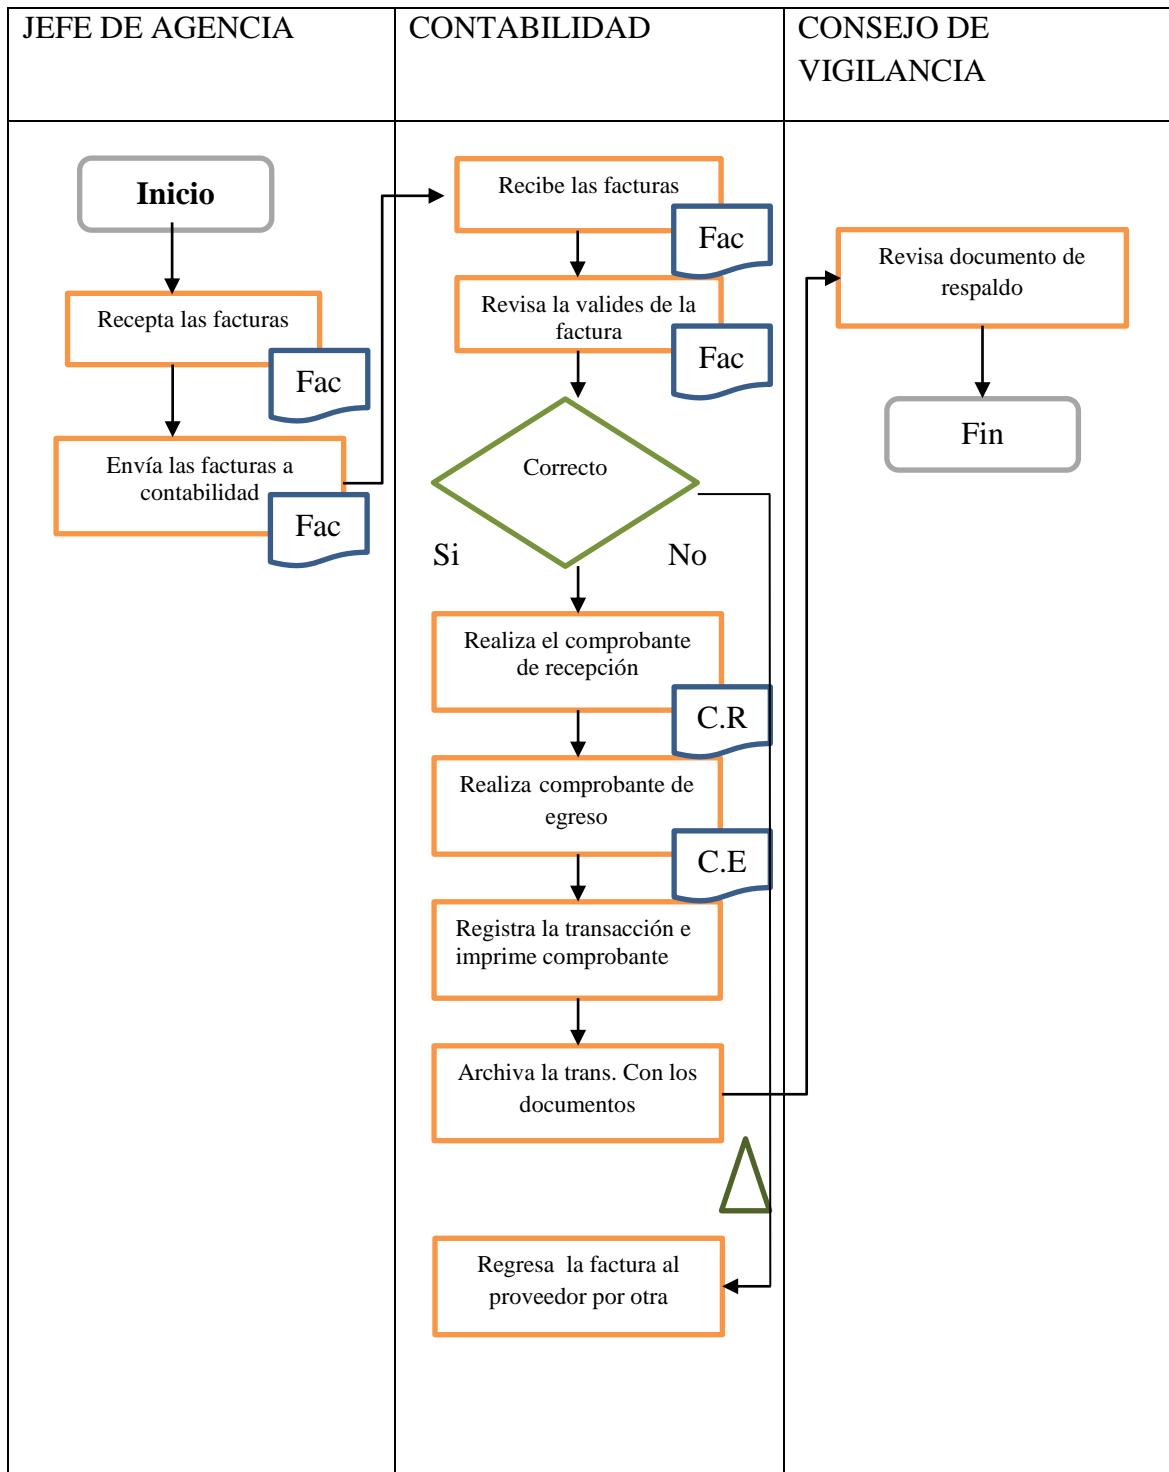 JEFE DE AGENCIA
CONTABILIDAD
CONSEJO DE
VIGILANCIA
Inicio
Recepta las facturas
Fac
Envía las facturas a
contabilidad
Fac
Recibe las facturas
Fac
Revisa la valides de la
factura
Fac
Correcto
Si
No
Realiza el comprobante
de recepción
C.R
Realiza comprobante de
egreso
C.E
Registra la transacción e
imprime comprobante
Archiva la trans. Con los
documentos
Regresa la factura al
proveedor por otra
Revisa documento de
respaldo
Fin